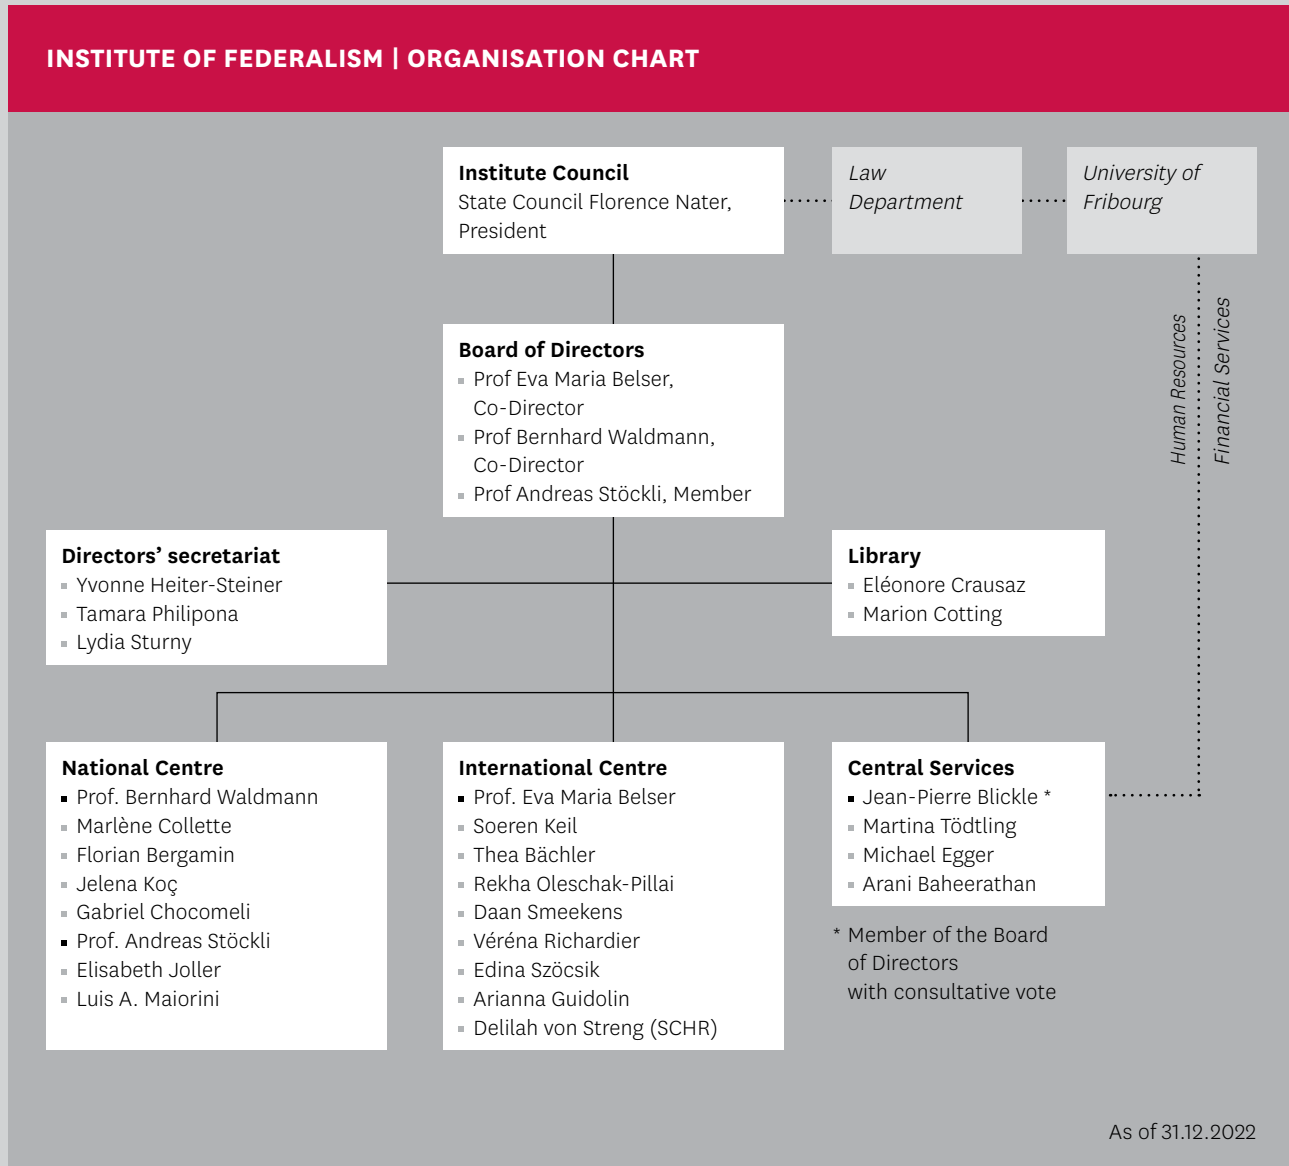 INSTITUTE OF FEDERALISM | ORGANISATION CHART
Institute Council
State Council Florence Nater,
President
Law
Department
University of
Fribourg
Human Resources
Financial Services
Board of Directors
Prof Eva Maria Belser,
Co-Director
Prof Bernhard Waldmann,
Co-Director
Prof Andreas Stöckli, Member
Directors’ secretariat
Yvonne Heiter-Steiner
Tamara Philipona
Lydia Sturny
Library
Eléonore Crausaz
Marion Cotting
National Centre
Prof. Bernhard Waldmann
Marlène Collette
Florian Bergamin
Jelena Koç
Gabriel Chocomeli
Prof. Andreas Stöckli
Elisabeth Joller
Luis A. Maiorini
International Centre
Prof. Eva Maria Belser
Soeren Keil
Thea Bächler
Rekha Oleschak-Pillai
Daan Smeekens
Véréna Richardier
Edina Szöcsik
Arianna Guidolin
Delilah von Streng (SCHR)
Central Services
Jean-Pierre Blickle *
Martina Tödtling
Michael Egger
Arani Baheerathan
* Member of the Board
of Directors
with consultative vote
As of 31.12.2022